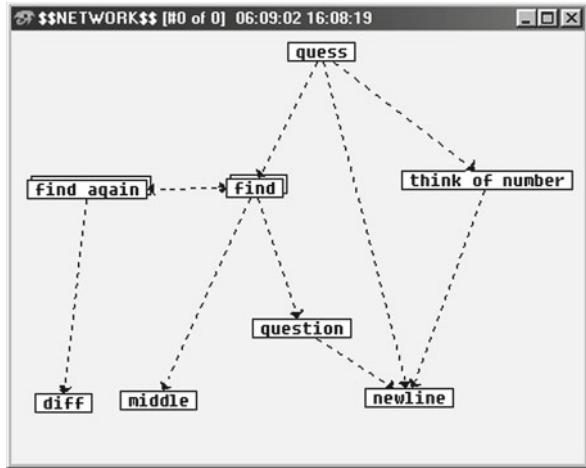 $$NETWORK$$ [#0 of 0] 06:09:02 16:08:19
quess
find again
find
think of number
question
diff
middle
newline